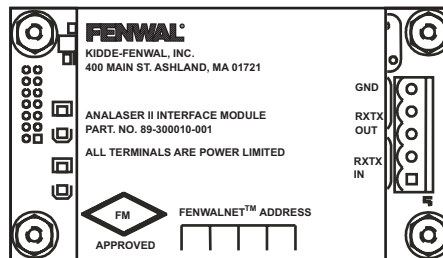 FENWAL®
KIDDE-FENWAL, INC.
400 MAIN ST. ASHLAND, MA 01721
GND
ANALASER II INTERFACE MODULE
PART. NO. 89-300010-001
RXTX
OUT
ALL TERMINALS ARE POWER LIMITED
RXTX
IN
FM
APPROVED
FENWALNET™ ADDRESS